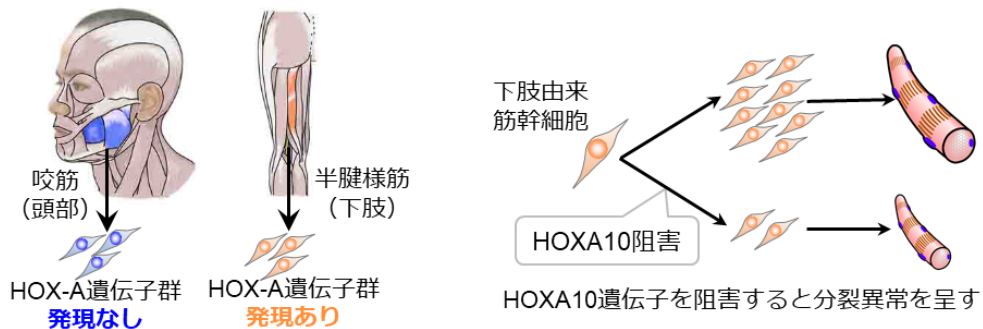 咬筋
（頭部）
HOX-A遺伝子群
発現なし
半腱様筋
（下肢）
HOX-A遺伝子群
発現あり
下肢由来
筋幹細胞
HOXA10阻害
HOXA10遺伝子を阻害すると分裂異常を呈す